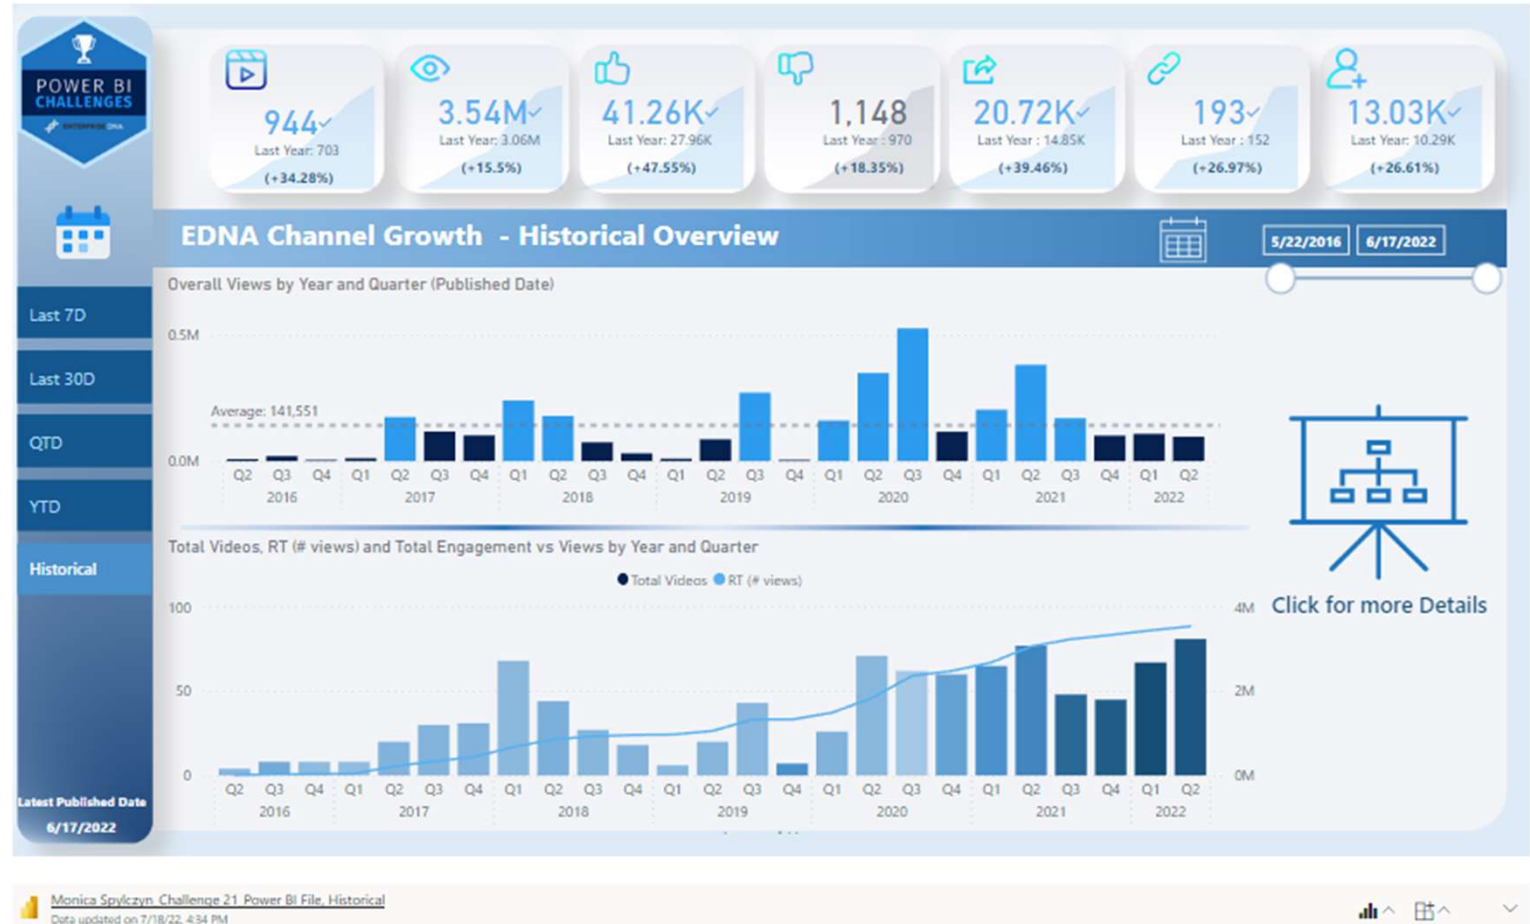 POWER BI
CHALLENGES
ENTERPRISE DNA
944
Last Year: 703
(+34.28%)
3.54M
Last Year: 3.06M
(+15.5%)
41.26K
Last Year: 27.96K
(+47.55%)
1,148
Last Year : 970
(+18.35%)
20.72K
Last Year : 14.85K
(+39.46%)
193
Last Year : 152
(+26.97%)
13.03K
Last Year: 10.29K
(+26.61%)
EDNA Channel Growth - Historical Overview
5/22/2016 6/17/2022
Last 7D
Last 30D
QTD
YTD
Historical
Latest Published Date
6/17/2022
Overall Views by Year and Quarter (Published Date)
0.5M
Average: 141,551
0.0M
Q2 Q3 Q4 Q1 Q2 Q3 Q4 Q1 Q2 Q3 Q4 Q1 Q2 Q3 Q4 Q1 Q2 Q3 Q4 Q1 Q2 Q3 Q4 Q1 Q2
2016 2017 2018 2019 2020 2021 2022
Total Videos, RT (# views) and Total Engagement vs Views by Year and Quarter
Total Videos RT (# views)
100 4M
50 2M
0 0M
Q2 Q3 Q4 Q1 Q2 Q3 Q4 Q1 Q2 Q3 Q4 Q1 Q2 Q3 Q4 Q1 Q2 Q3 Q4 Q1 Q2 Q3 Q4 Q1 Q2
2016 2017 2018 2019 2020 2021 2022
Click for more Details
Monica Spylczyn Challenge 21 Power BI File, Historical
Data updated on 7/18/22, 4:34 PM